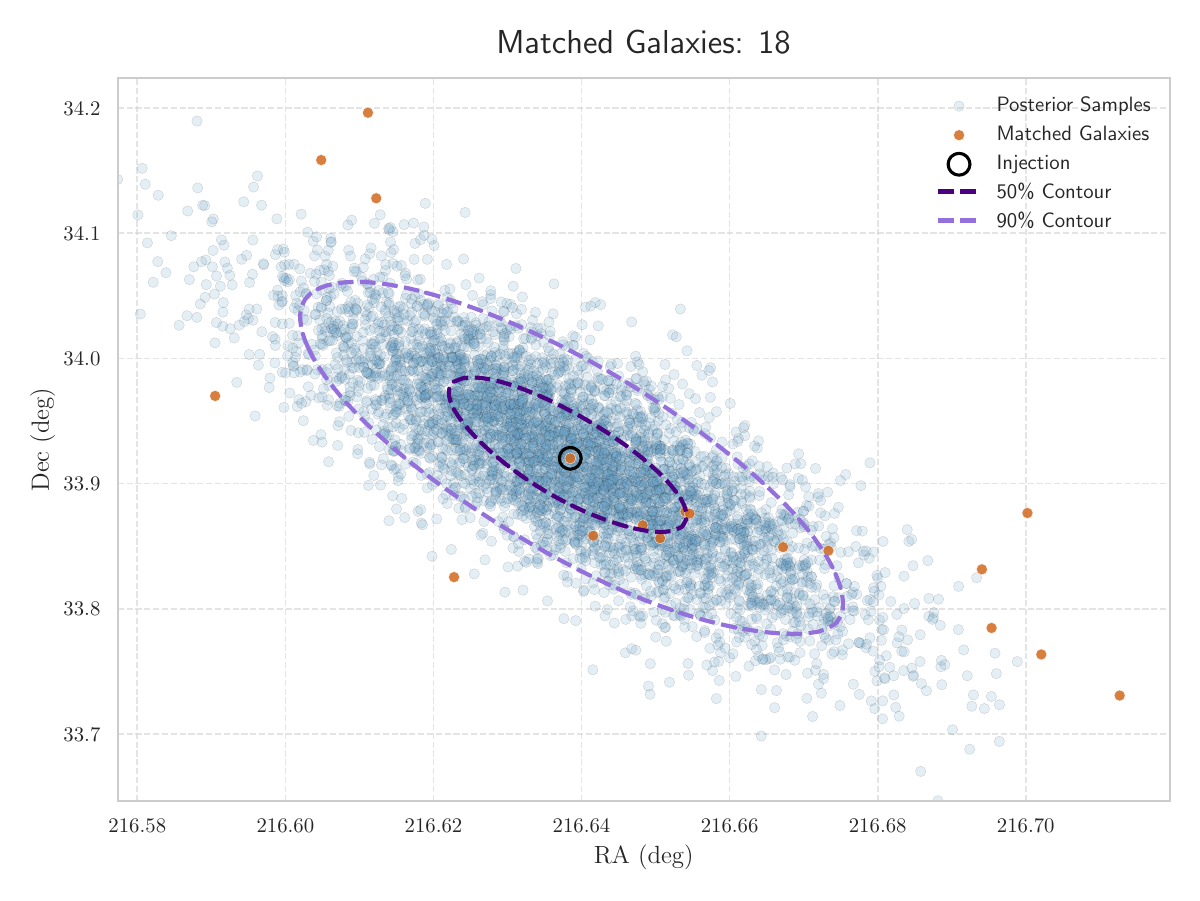 Matched Galaxies: 18
Posterior Samples
Matched Galaxies
Injection
50% Contour
90% Contour
34.2
34.1
34.0
33.9
33.8
33.7
Dec (deg)
216.58 216.60 216.62 216.64 216.66 216.68 216.70
RA (deg)